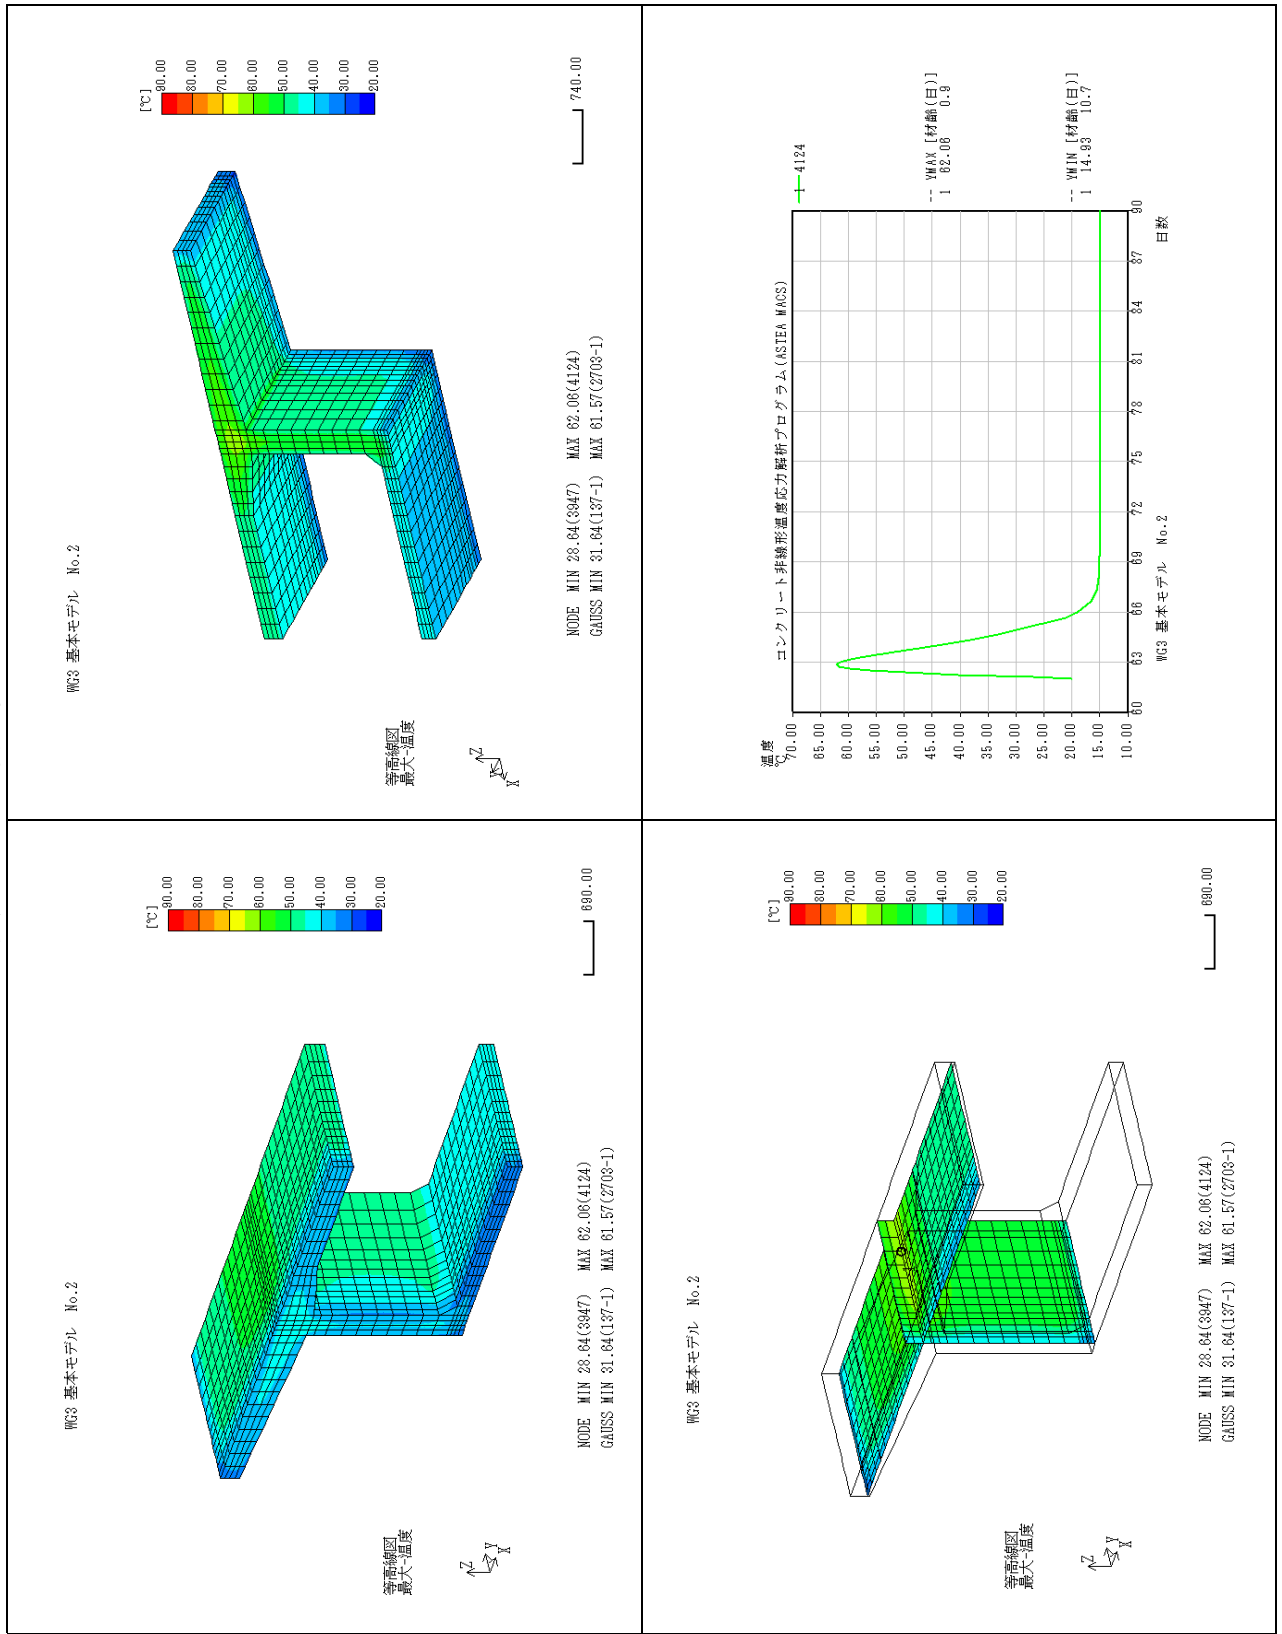 WG3 基本モデル No.2
[℃]
90.00
80.00
70.00
60.00
50.00
40.00
30.00
20.00
690.00
等高線図
最大-温度
Z
Y
X
NODE MIN 28.64(3947) MAX 62.06(4124)
GAUSS MIN 31.64(137-1) MAX 61.57(2703-1)
WG3 基本モデル No.2
[℃]
90.00
80.00
70.00
60.00
50.00
40.00
30.00
20.00
740.00
等高線図
最大-温度
Z
Y
X
NODE MIN 28.64(3947) MAX 62.06(4124)
GAUSS MIN 31.64(137-1) MAX 61.57(2703-1)
WG3 基本モデル No.2
[℃]
90.00
80.00
70.00
60.00
50.00
40.00
30.00
20.00
690.00
等高線図
最大-温度
Z
Y
X
NODE MIN 28.64(3947) MAX 62.06(4124)
GAUSS MIN 31.64(137-1) MAX 61.57(2703-1)
コンクリート非線形温度応力解析プログラム(ASTEA MACS)
温度
℃
70.00
65.00
60.00
55.00
50.00
45.00
40.00
35.00
30.00
25.00
20.00
15.00
10.00
60 63 66 69 72 75 78 81 84 87 90
日数
1 4124
-- YMAX [材齢(日)]
1 62.06 0.9
-- YMIN [材齢(日)]
1 14.93 10.7
WG3 基本モデル No.2